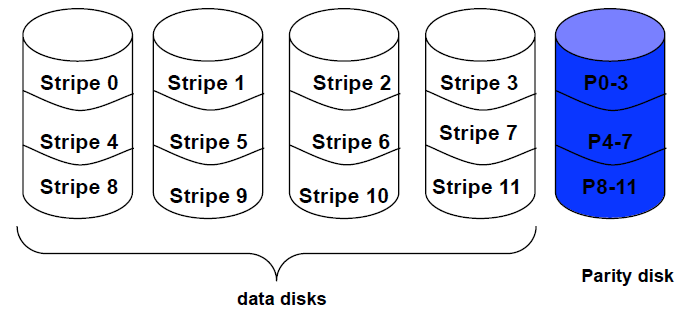 Stripe 0 Stripe 1 Stripe 2 Stripe 3 P0-3
Stripe 4 Stripe 5 Stripe 6 Stripe 7 P4-7
Stripe 8 Stripe 9 Stripe 10 Stripe 11 P8-11
data disks
Parity disk